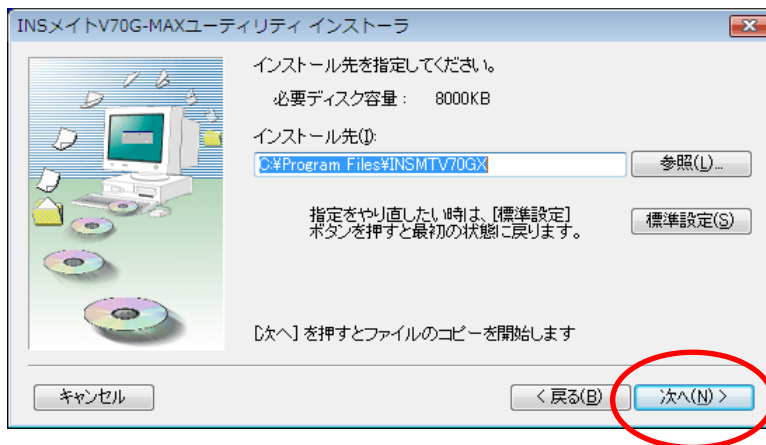 INSメイトV70G-MAXユーティリティ インストーラ
インストール先を指定してください。
必要ディスク容量： 8000KB
インストール先(I):
C:¥Program Files¥INSMTV70GX
参照(L)...
指定をやり直したい時は、[標準設定]
ボタンを押すと最初の状態に戻ります。
標準設定(S)
[次へ] を押すとファイルのコピーを開始します
キャンセル
< 戻る(B)
次へ(N) >